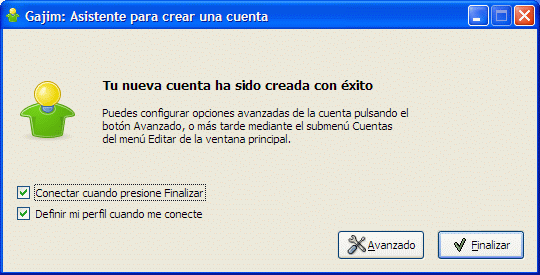 Gajim: Asistente para crear una cuenta
Tu nueva cuenta ha sido creada con éxito
Puedes configurar opciones avanzadas de la cuenta pulsando el
botón Avanzado, o más tarde mediante el submenú Cuentas
del menú Editar de la ventana principal.
Conectar cuando presione Finalizar
Definir mi perfil cuando me conecte
Avanzado
Finalizar